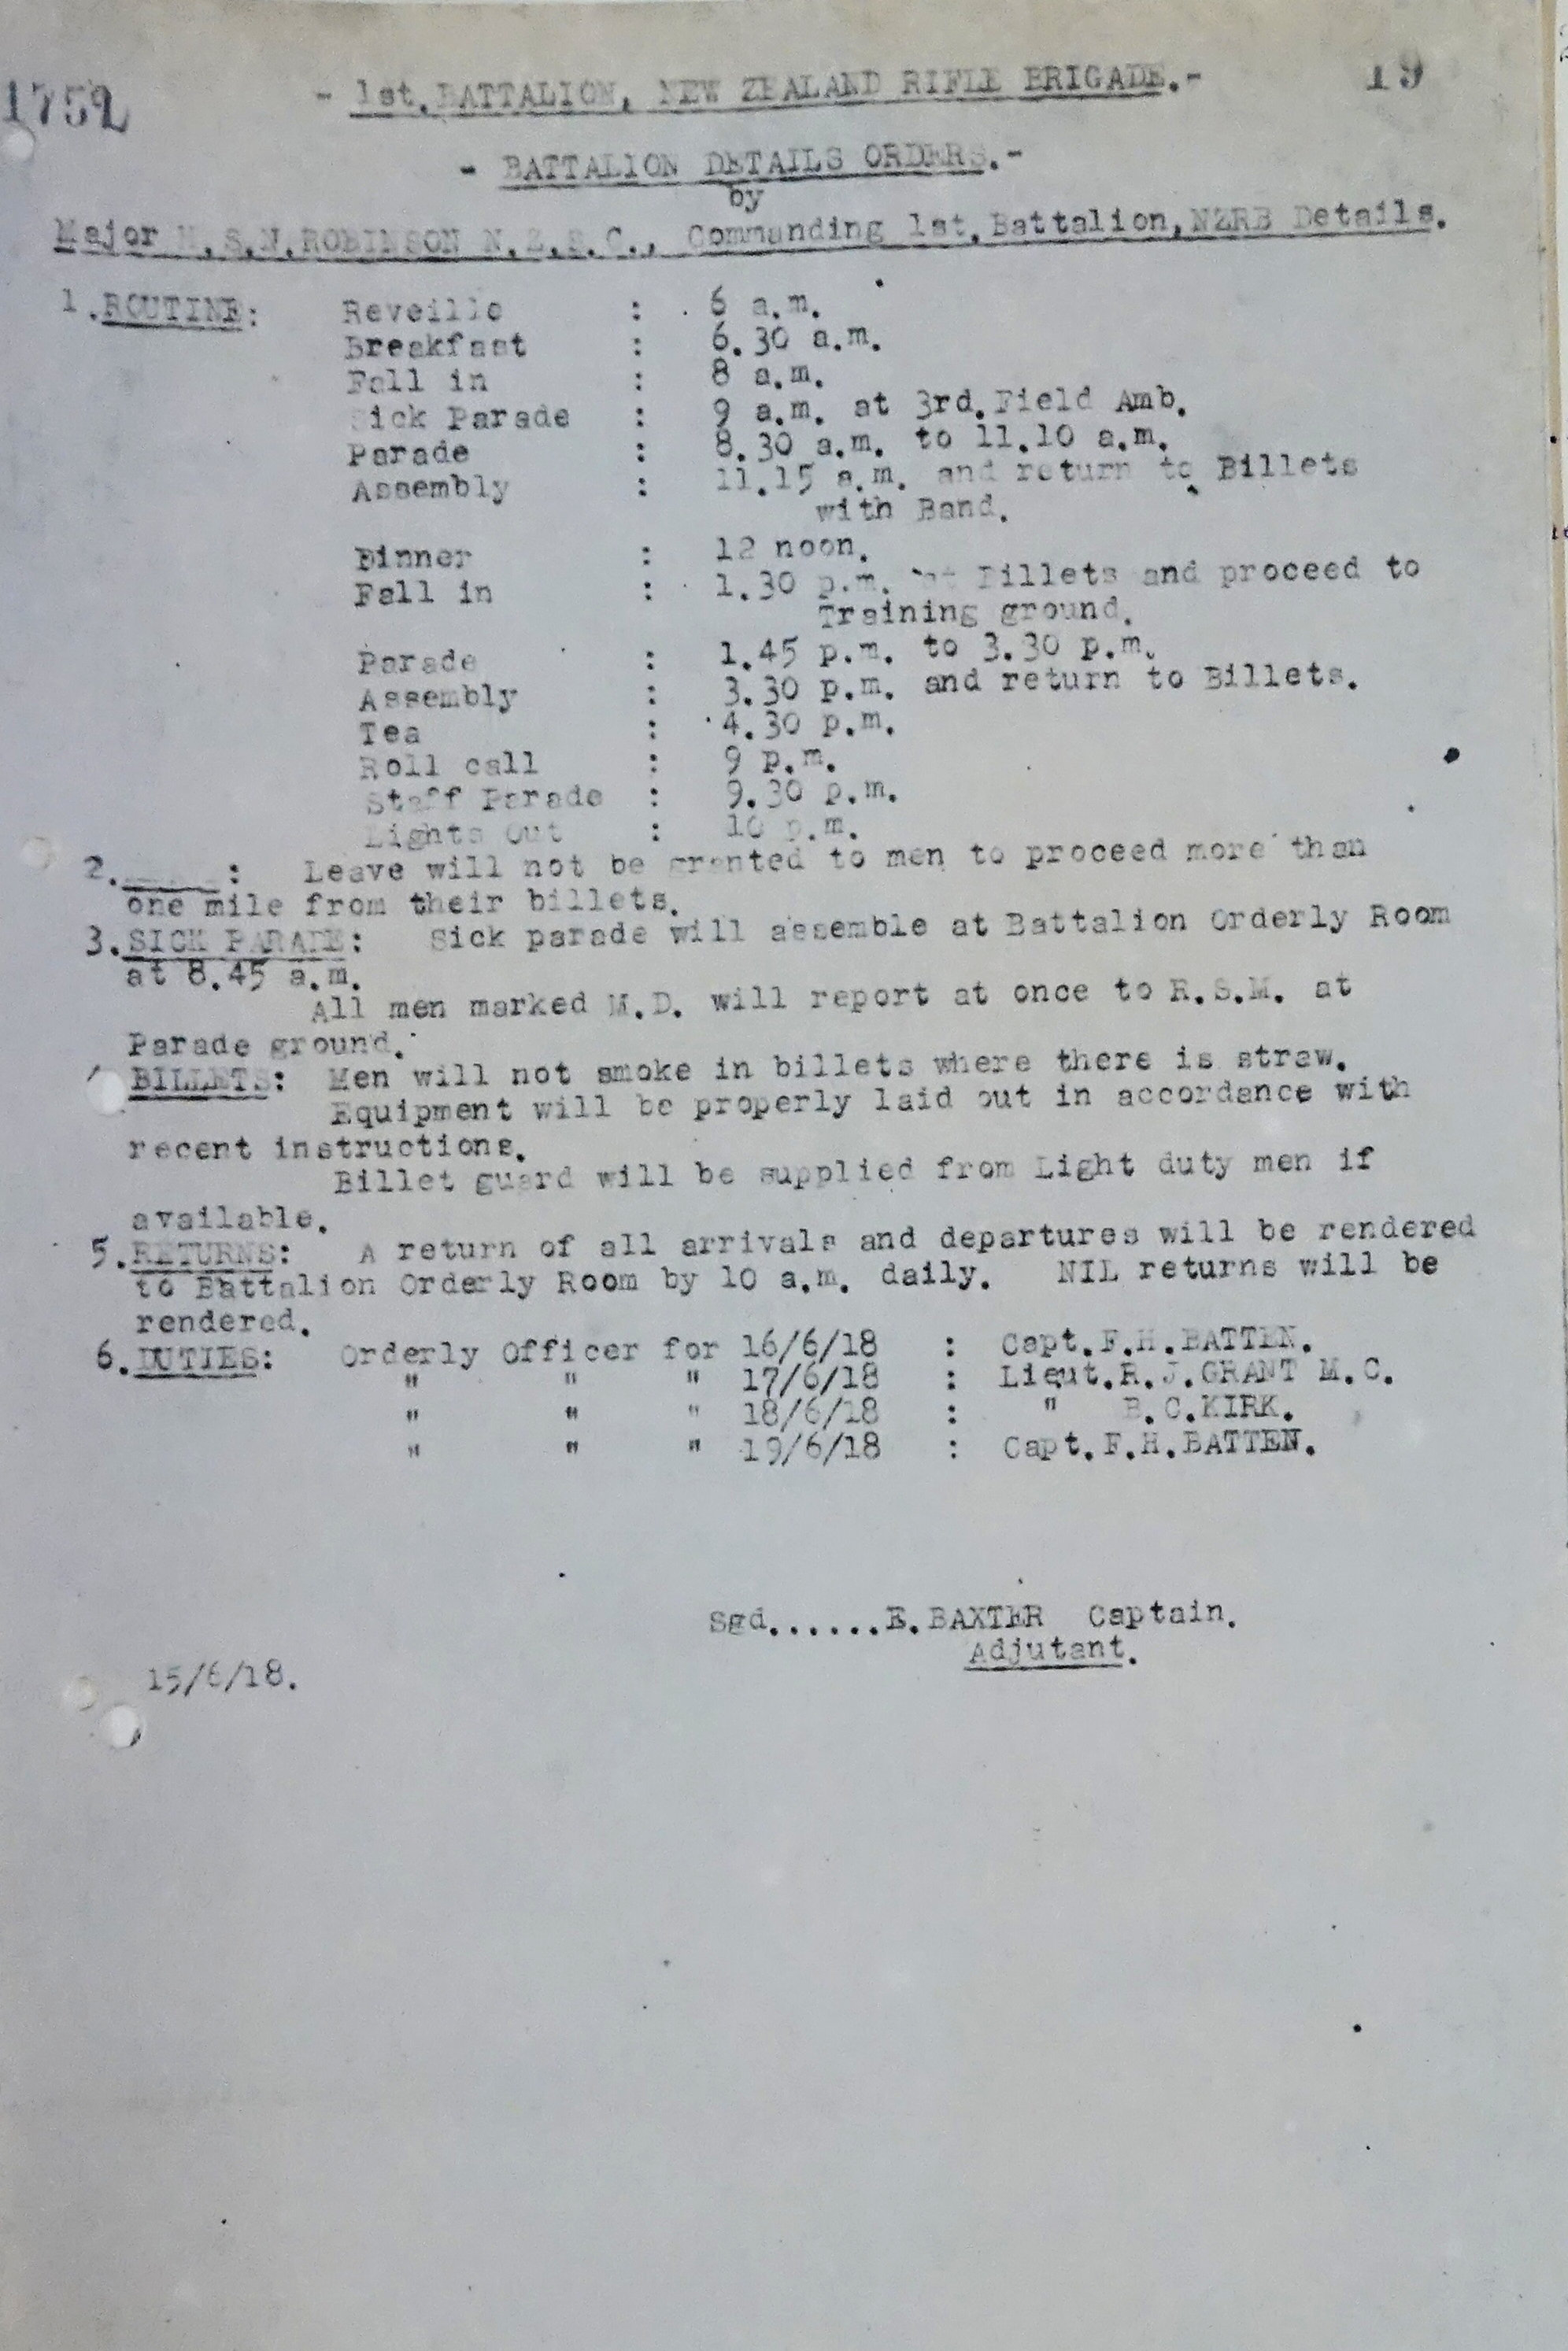 1752
- 1st.BATTALION, NEW ZEALAND RIFLE BRIGADE.-
19
- BATTALION DETAILS ORDERS.-
by
Major .S.W.ROBINSON N.Z.S.C., Commanding 1st.Battalion,NZRB Details.
1.ROUTINE:
Reveille : 6 a.m.
Breakfast : 6.30 a.m.
Fall in : 8 a.m.
Sick Parade : 9 a.m. at 3rd.Field Amb.
Parade : 8.30 a.m. to 11.10 a.m.
Assembly : 11.15 a.m. and return to Billets
with Band.
Dinner : 12 noon.
Fall in : 1.30 p.m. at Billets and proceed to
Training ground.
Parade : 1.45 p.m. to 3.30 p.m.
Assembly : 3.30 p.m. and return to Billets.
Tea : 4.30 p.m.
Roll call : 9 p.m.
Staff Parade : 9.30 p.m.
Lights Out : 10 p.m.
2. : Leave will not be granted to men to proceed more than
one mile from their billets.
3.SICK PARADE: Sick parade will assemble at Battalion Orderly Room
at 8.45 a.m.
All men marked M.D. will report at once to R.S.M. at
Parade ground.
BILLETS: Men will not smoke in billets where there is straw.
Equipment will be properly laid out in accordance with
recent instructions.
Billet guard will be supplied from Light duty men if
available.
5.RETURNS: A return of all arrivals and departures will be rendered
to Battalion Orderly Room by 10 a.m. daily. NIL returns will be
rendered.
6.DUTIES: Orderly Officer for 16/6/18 : Capt.F.H.BATTEN.
" " " 17/6/18 : Lieut.R.J.GRANT M.C.
" " " 18/6/18 : " .C.KIRK.
" " " 19/6/18 : Capt.F.H.BATTEN.
Sgd......E.BAXTER Captain.
Adjutant.
15/6/18.